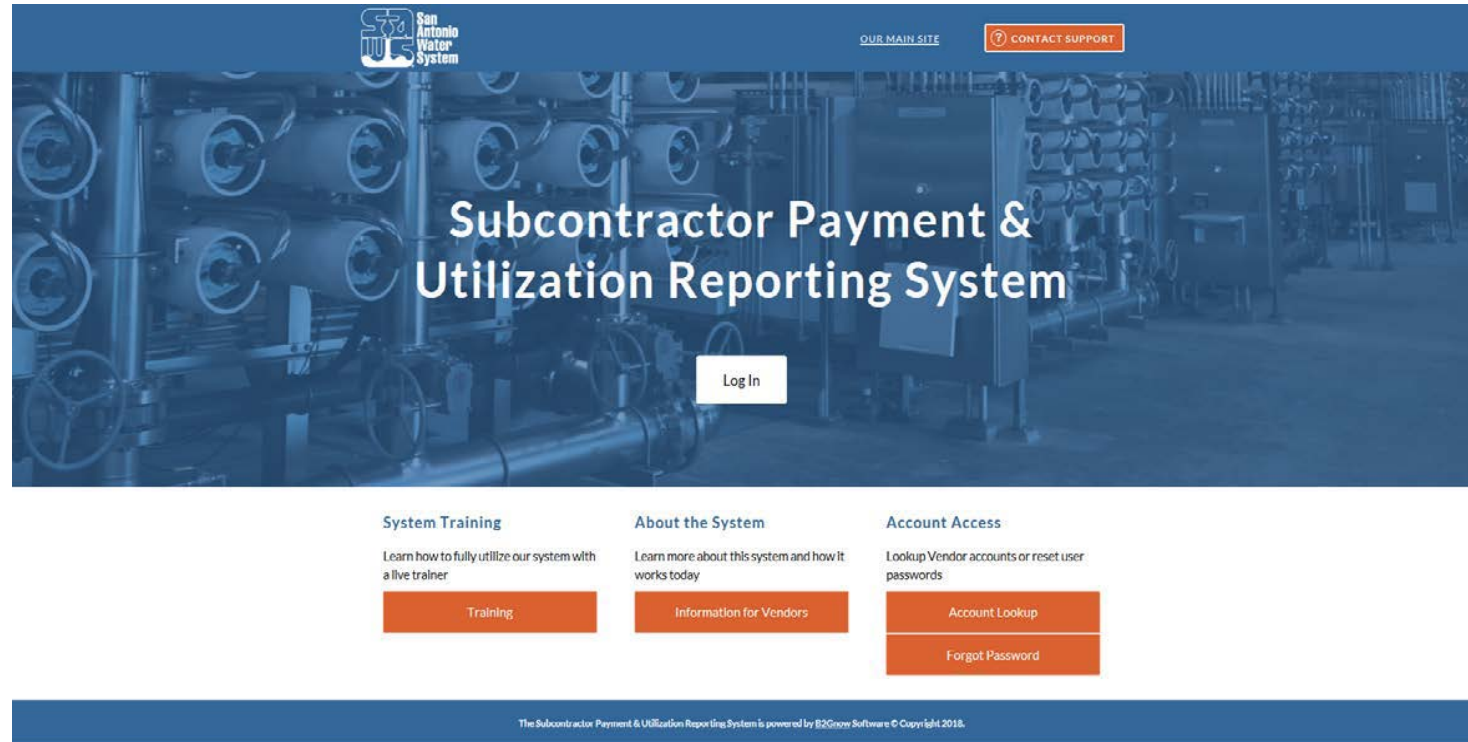 San
Antonio
Water
System
OUR MAIN SITE
? CONTACT SUPPORT
Subcontractor Payment &
Utilization Reporting System
Log In
System Training
Learn how to fully utilize our system with
a live trainer
Training
About the System
Learn more about this system and how it
works today
Information for Vendors
Account Access
Lookup Vendor accounts or reset user
passwords
Account Lookup
Forgot Password
The Subcontractor Payment & Utilization Reporting System is powered by B2Gnow Software © Copyright 2018.